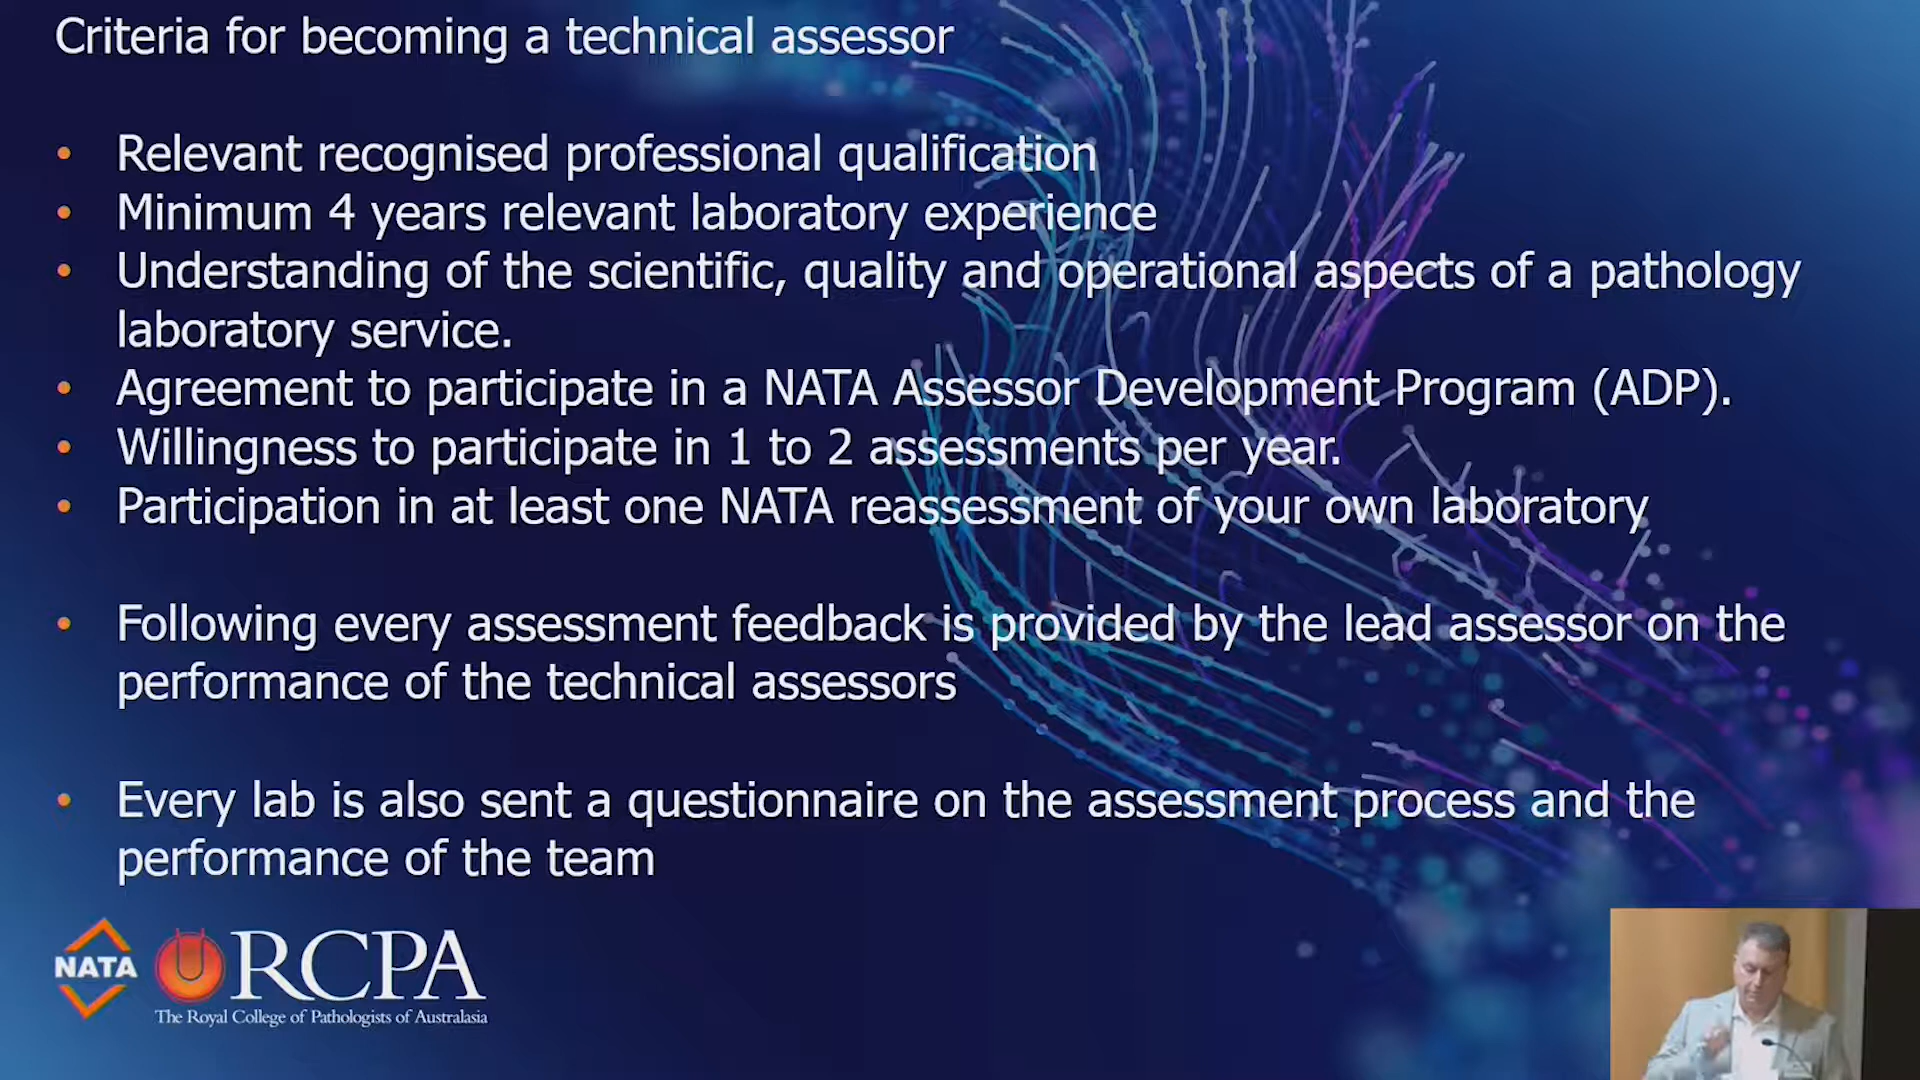 Criteria for becoming a technical assessor
• Relevant recognised professional qualification
• Minimum 4 years relevant laboratory experience
• Understanding of the scientific, quality and operational aspects of a pathology
laboratory service.
• Agreement to participate in a NATA Assessor Development Program (ADP).
• Willingness to participate in 1 to 2 assessments per year.
• Participation in at least one NATA reassessment of your own laboratory
• Following every assessment feedback is provided by the lead assessor on the
performance of the technical assessors
• Every lab is also sent a questionnaire on the assessment process and the
performance of the team
NATA
RCPA
The Royal College of Pathologists of Australasia